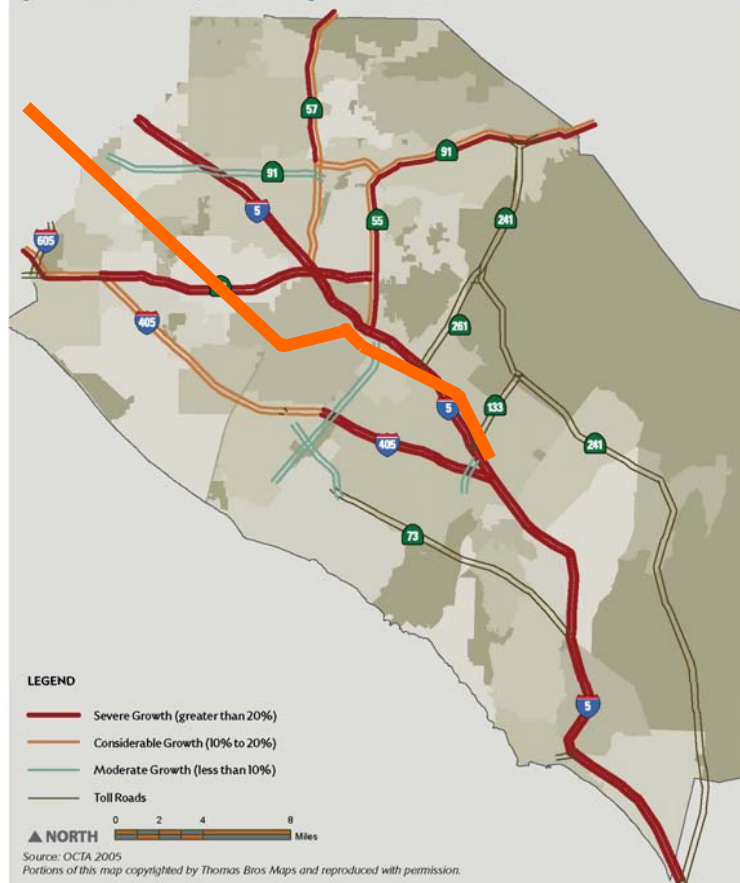 57
91
91
5
55
241
605
405
261
5
133
405
241
73
LEGEND
5
Severe Growth (greater than 20%)
Considerable Growth (10% to 20%)
Moderate Growth (less than 10%)
Toll Roads
0 2 4 8
NORTH
Miles
Source: OCTA 2005
Portions of this map copyrighted by Thomas Bros Maps and reproduced with permission.